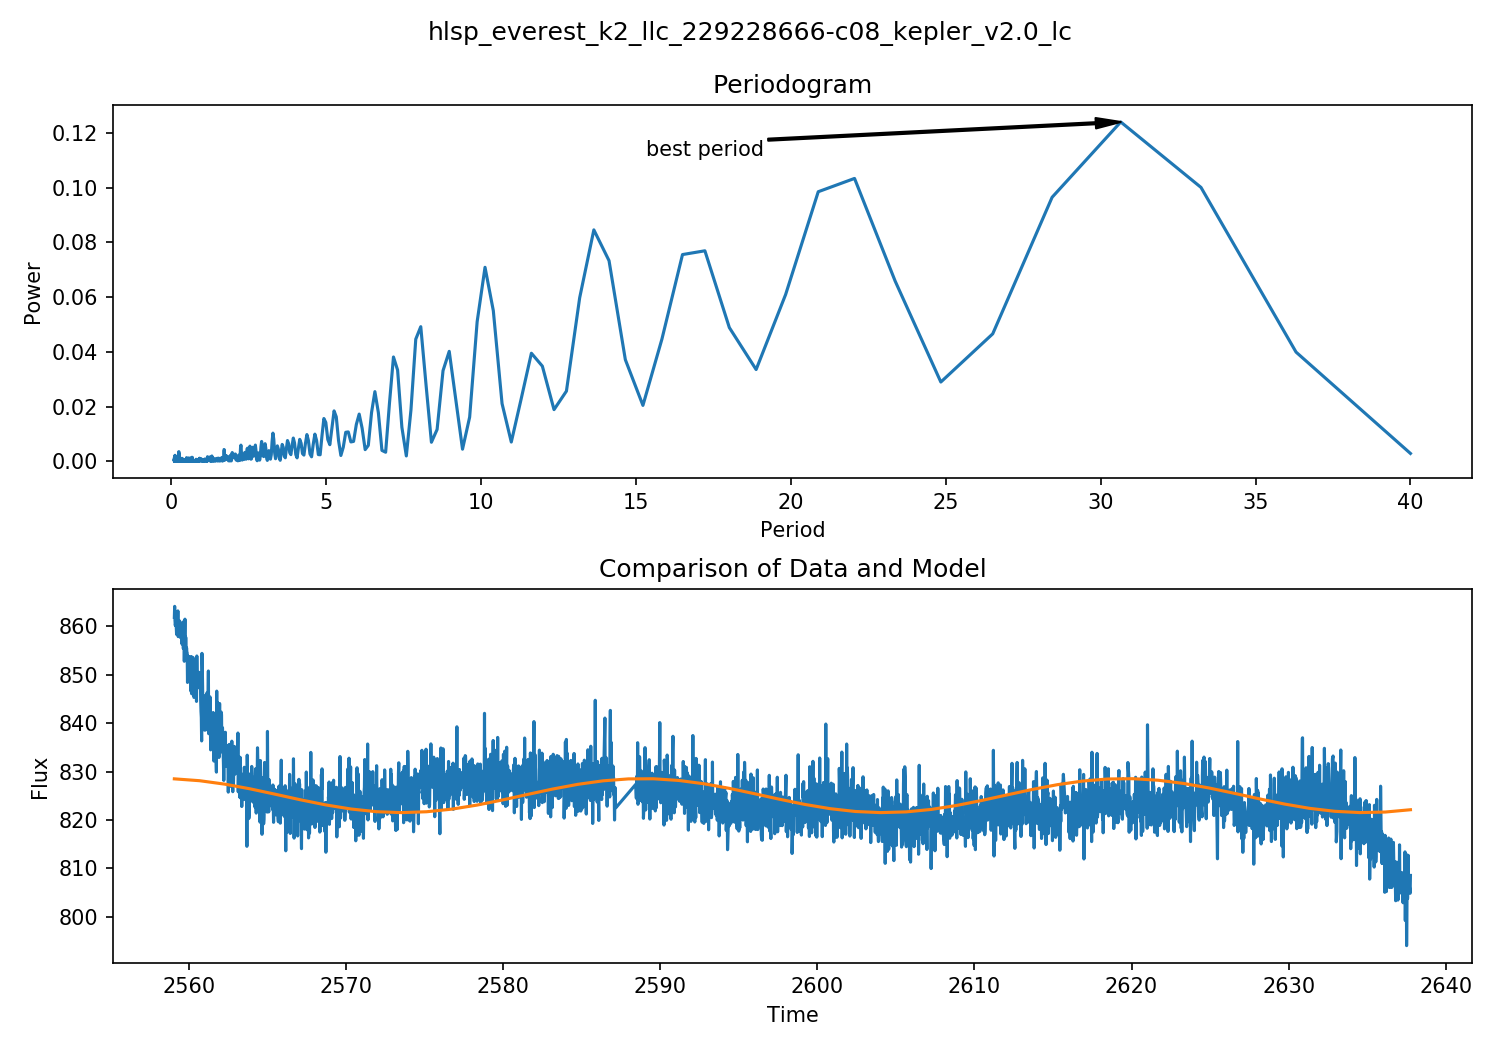 hlsp_everest_k2_llc_229228666-c08_kepler_v2.0_lc
Periodogram
Power
0.12
0.10
0.08
0.06
0.04
0.02
0.00
best period
0 5 10 15 20 25 30 35 40
Period
Comparison of Data and Model
Flux
860
850
840
830
820
810
800
2560 2570 2580 2590 2600 2610 2620 2630 2640
Time